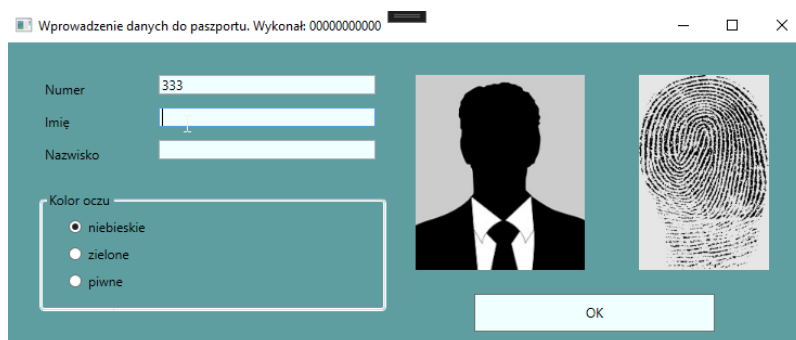 Wprowadzenie danych do paszportu. Wykonał: 00000000000
Numer 333
Imię
Nazwisko
Kolor oczu
niebieskie
zielone
piwne
OK